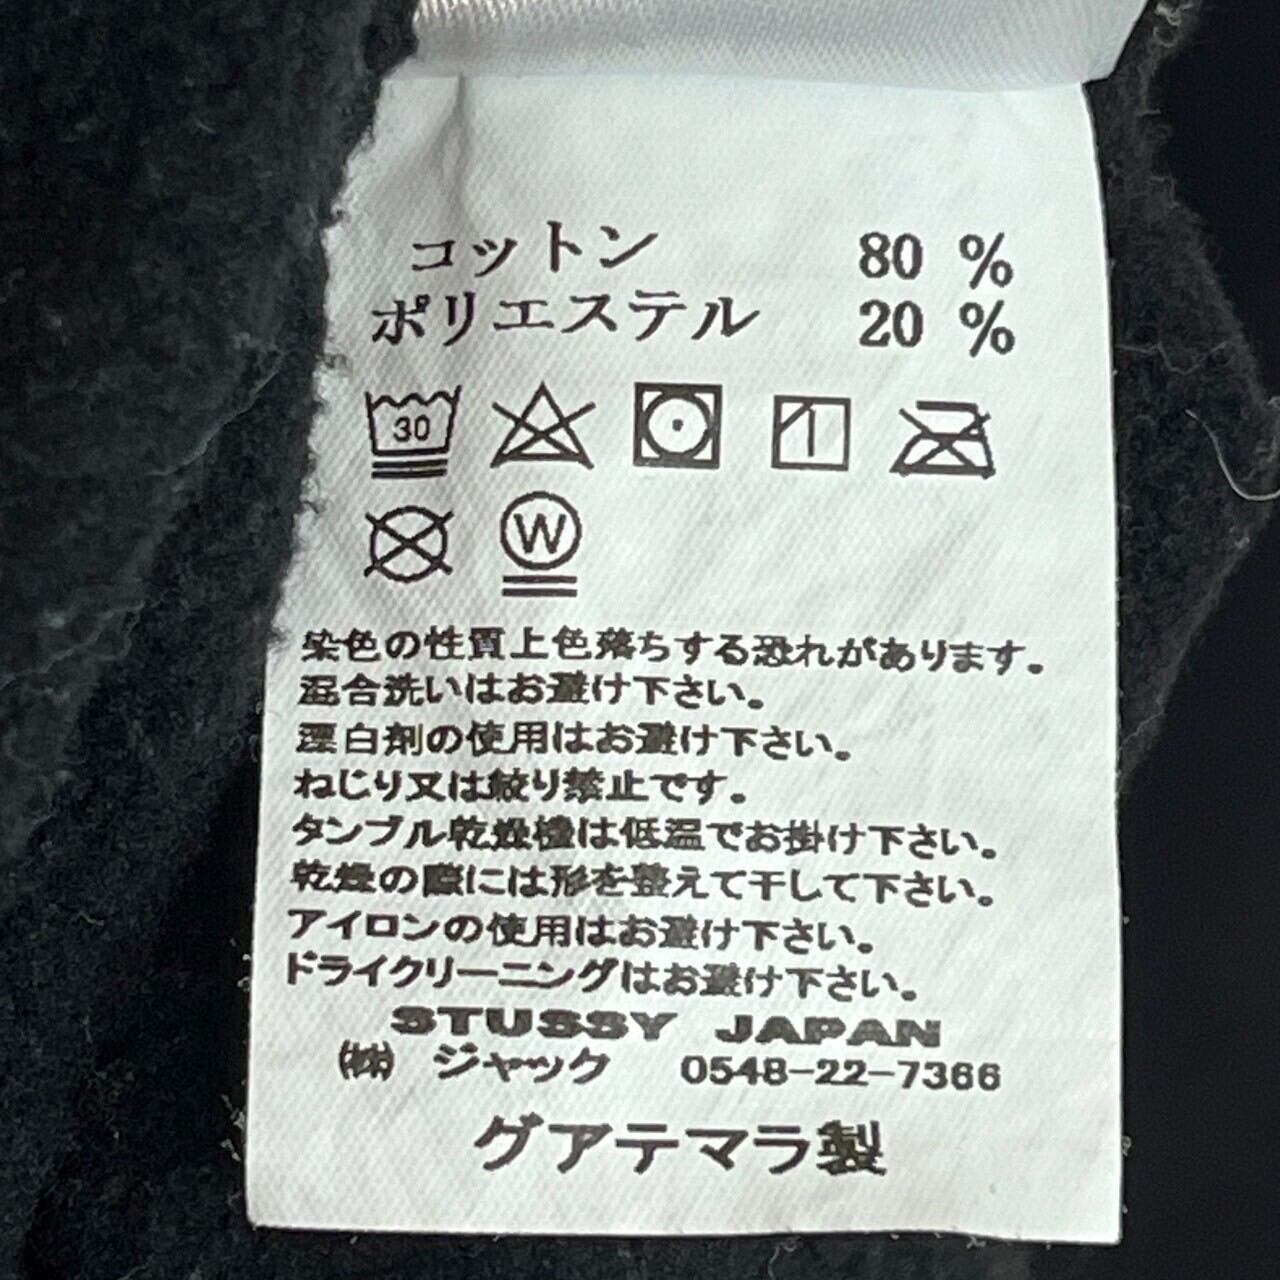 コットン 80 %
ポリエステル 20 %
30
W
染色の性質上色落ちする恐れがあります。
混合洗いはお避け下さい。
漂白剤の使用はお避け下さい。
ねじり又は絞り禁止です。
タンブル乾燥機は低温でお掛け下さい。
乾燥の際には形を整えて干して下さい。
アイロンの使用はお避け下さい。
ドライクリーニングはお避け下さい。
STUSSY JAPAN
㈱ ジャック 0548-22-7366
グアテマラ製